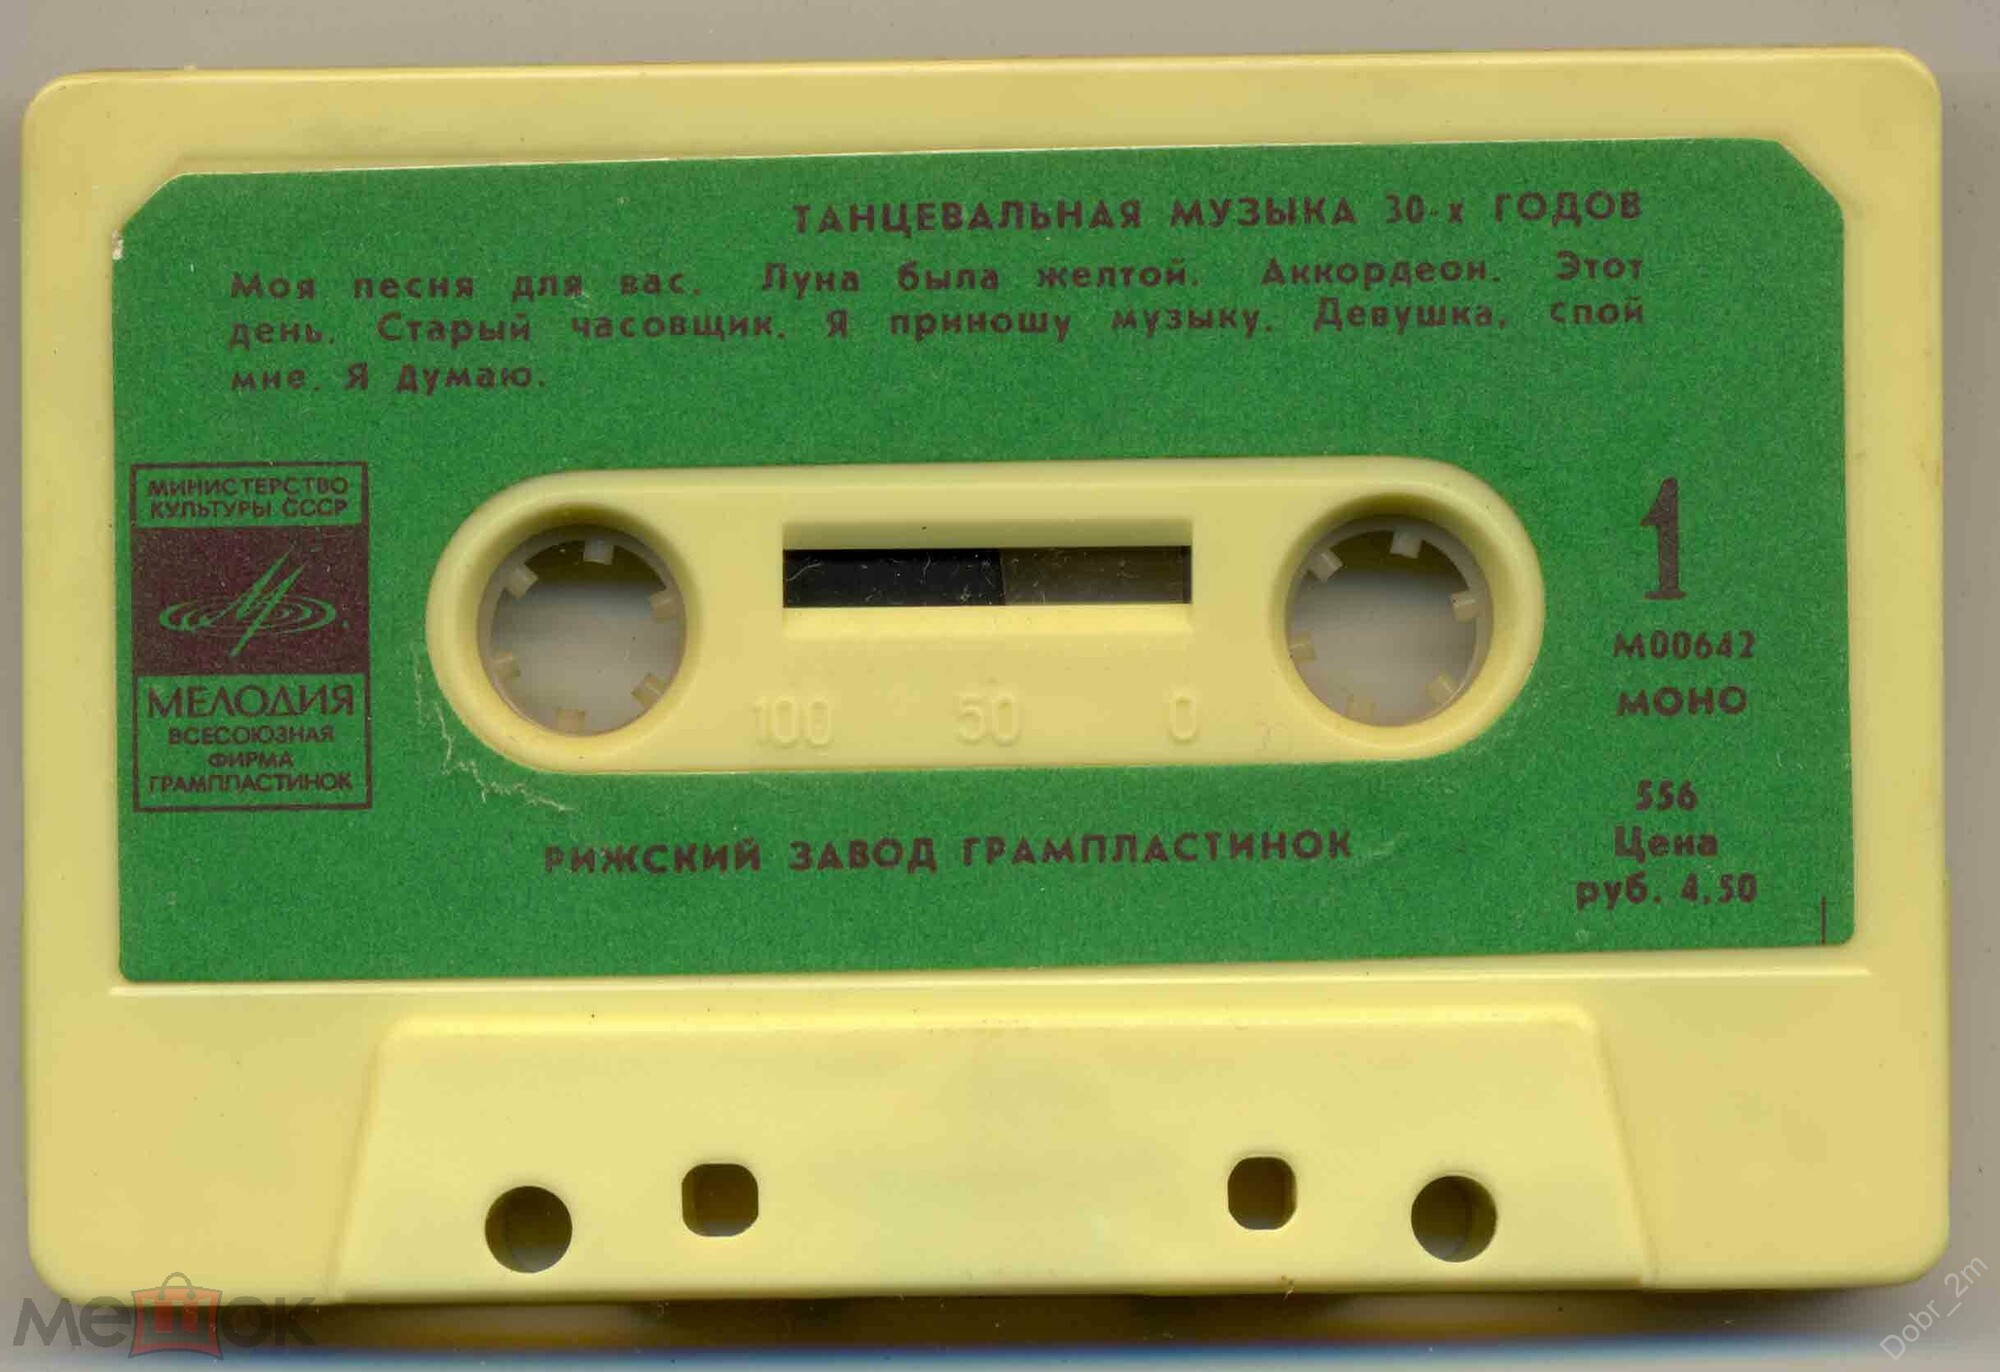 ТАНЦЕВАЛЬНАЯ МУЗЫКА 30-х ГОДОВ
Моя песня для вас. Луна была желтой. Аккордеон. Этот
день. Старый часовщик. Я приношу музыку. Девушка, спой
мне. Я думаю.
МИНИСТЕРСТВО
КУЛЬТУРЫ СССР
МЕЛОДИЯ
ВСЕСОЮЗНАЯ
ФИРМА
ГРАМПЛАСТИНОК
100 50 0
1
М00642
МОНО
556
Цена
руб. 4,50
РИЖСКИЙ ЗАВОД ГРАМПЛАСТИНОК
мешок
Dobr_2m